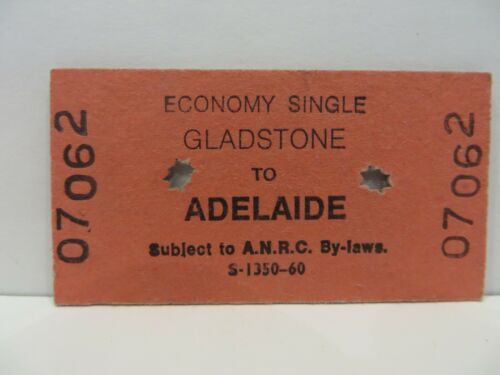 07062
ECONOMY SINGLE
GLADSTONE
TO
ADELAIDE
Subject to A.N.R.C. By-laws.
S-1350-60
07062